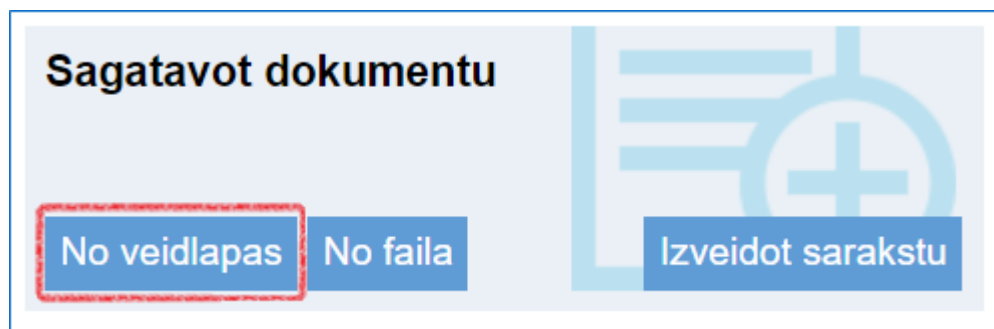 Sagatavot dokumentu
No veidlapas No faila Izveidot sarakstu